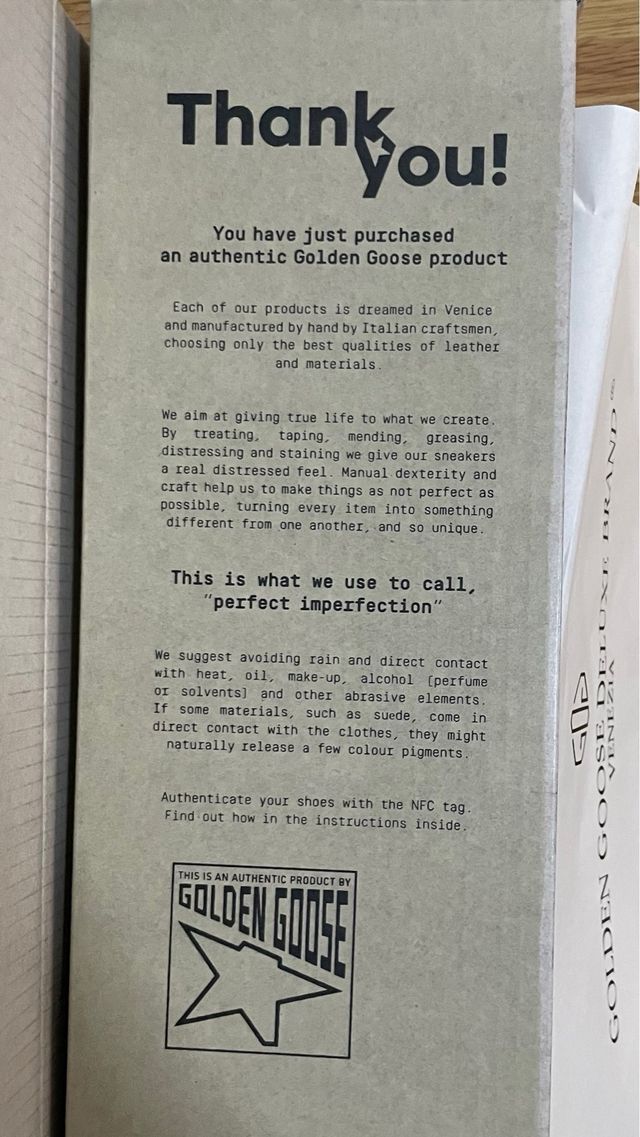 Thank
you!
You have just purchased
an authentic Golden Goose product
Each of our products is dreamed in Venice
and manufactured by hand by Italian craftsmen,
choosing only the best qualities of leather
and materials.
We aim at giving true life to what we create.
By treating, taping, mending, greasing,
distressing and staining we give our sneakers
a real distressed feel. Manual dexterity and
craft help us to make things as not perfect as
possible, turning every item into something
different from one another, and so unique.
This is what we use to call,
"perfect imperfection"
We suggest avoiding rain and direct contact
with heat, oil, make-up, alcohol (perfume
or solvents) and other abrasive elements.
If some materials, such as suede, come in
direct contact with the clothes, they might
naturally release a few colour pigments.
Authenticate your shoes with the NFC tag.
Find out how in the instructions inside.
THIS IS AN AUTHENTIC PRODUCT BY
GOLDEN GOOSE
GOLDEN GOOSE DELUXE BRAND®
VENEZIA